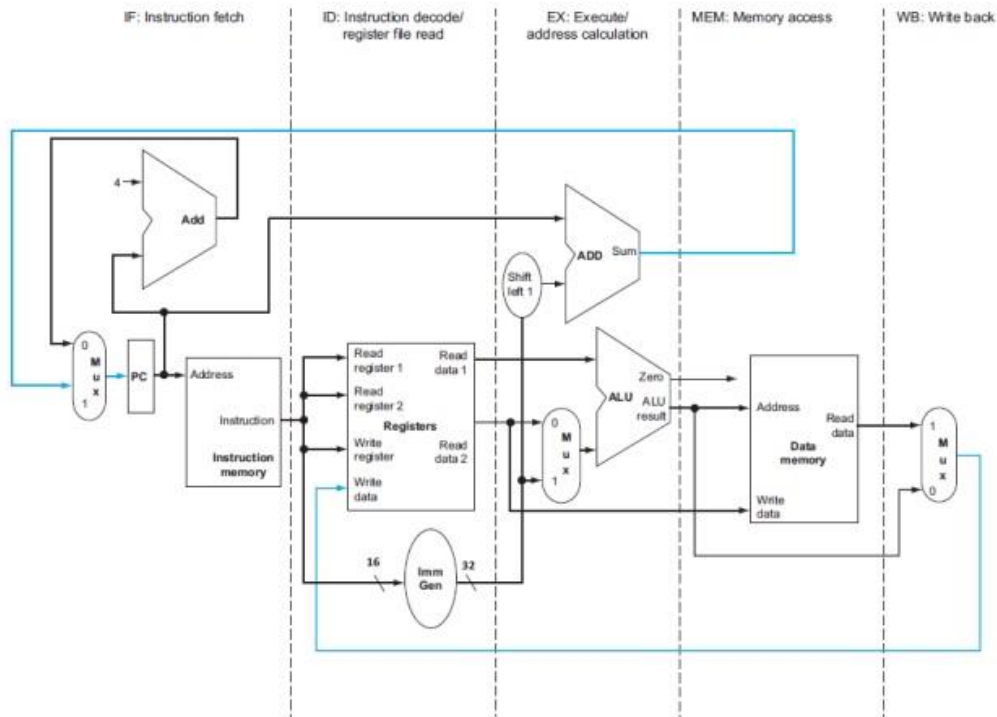 IF: Instruction fetch
ID: Instruction decode/
register file read
EX: Execute/
address calculation
MEM: Memory access
WB: Write back
4
Add
ADD
Sum
Shift
left 1
0
M
u
x
1
PC
Address
Instruction
Instruction
memory
Read
register 1
Read
register 2
Registers
Write
register
Write
data
Read
data 1
Read
data 2
0
M
u
x
1
Zero
ALU
ALU
result
Address
Read
data
Data
memory
Write
data
1
M
u
x
0
16
Imm
Gen
32